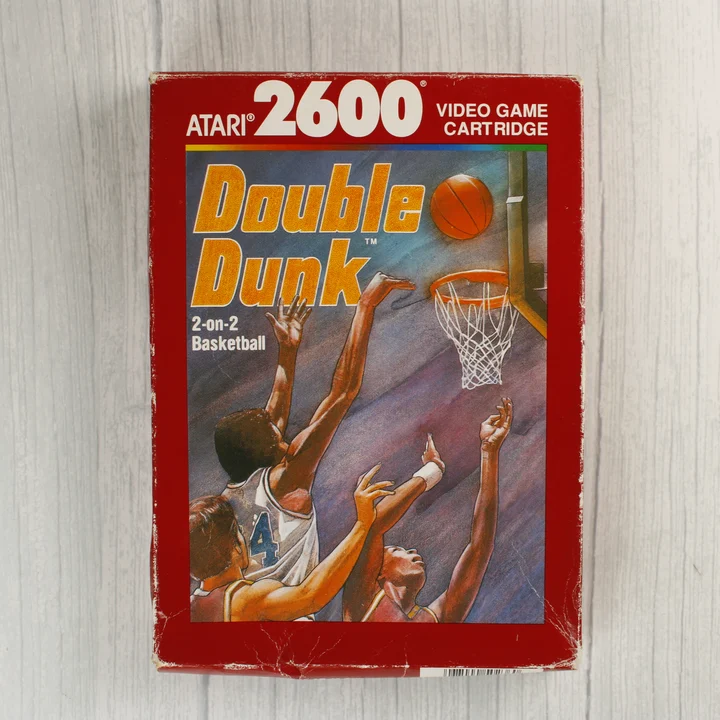 ATARI® 2600® VIDEO GAME
CARTRIDGE
Double
Dunk™
2-on-2
Basketball
4